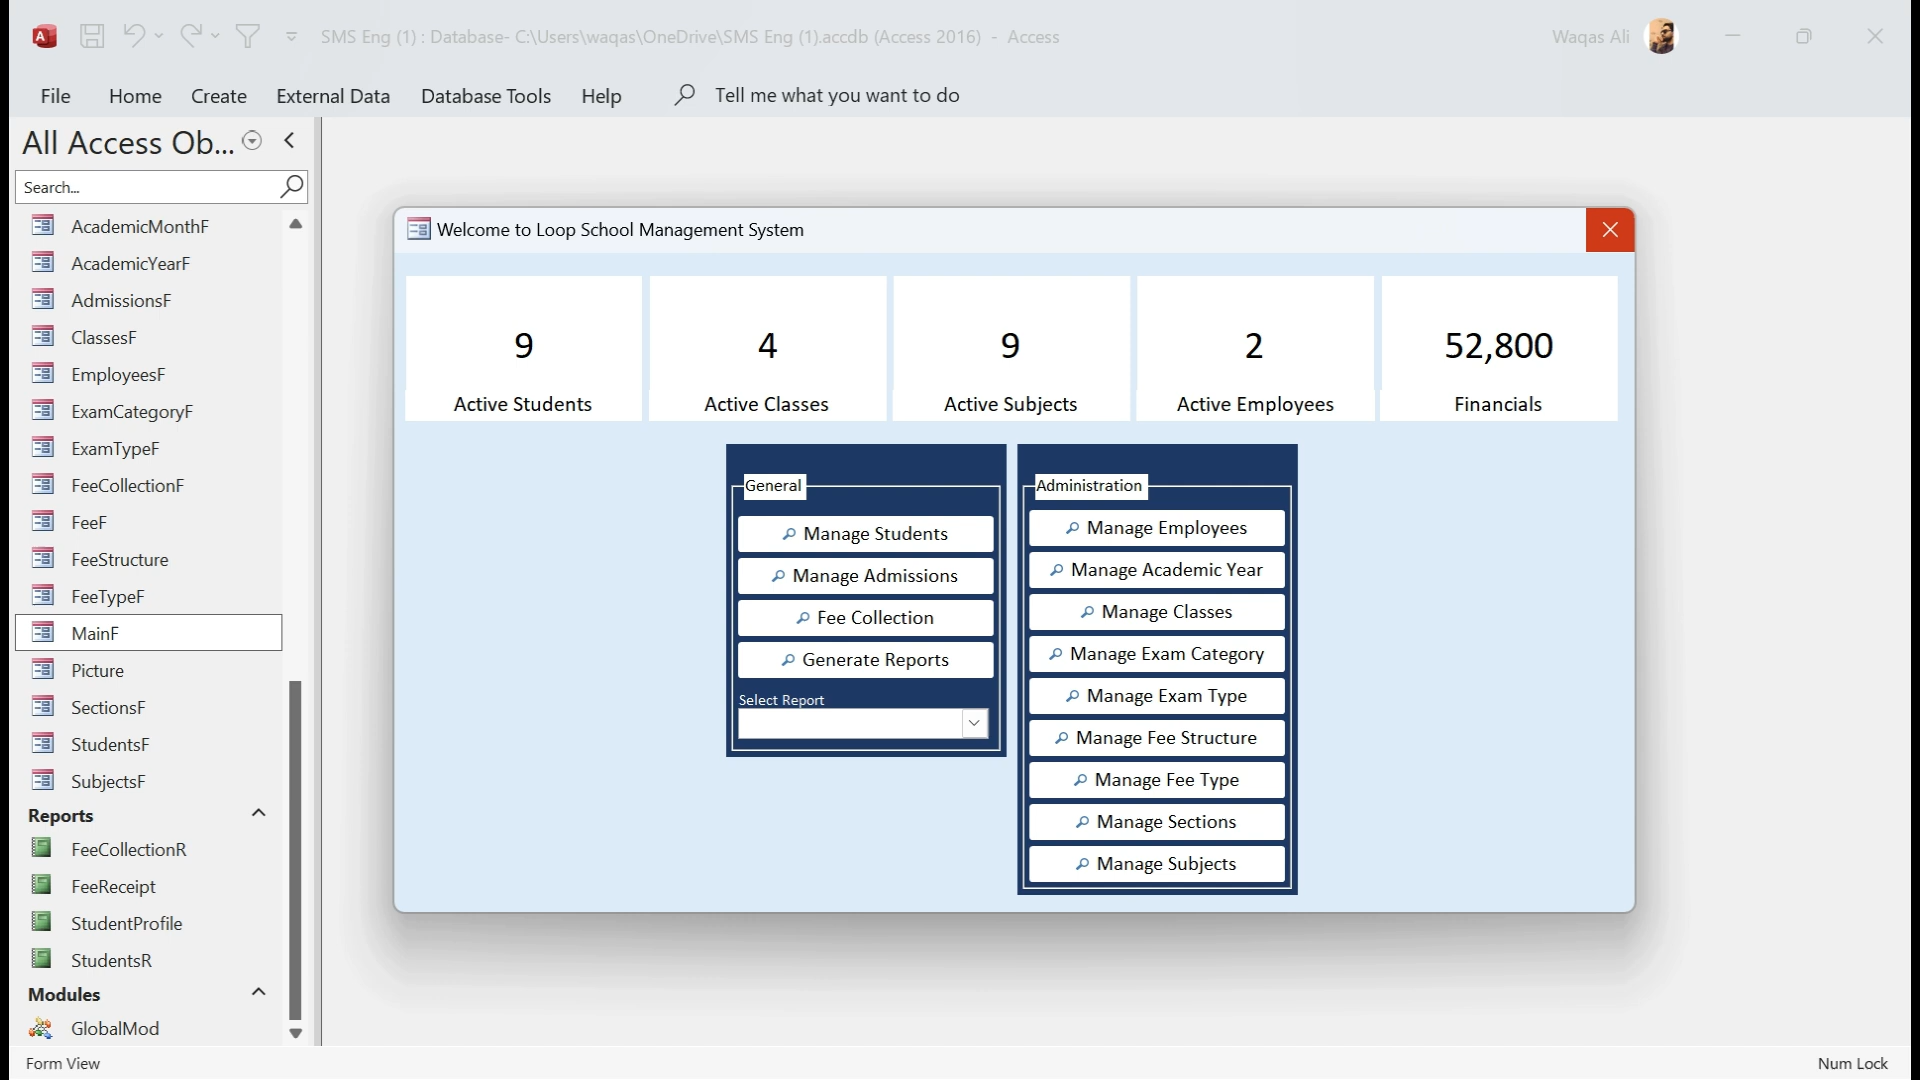 SMS Eng (1) : Database- C:\Users\waqas\OneDrive\SMS Eng (1).accdb (Access 2016) - Access
Waqas Ali
File Home Create External Data Database Tools Help Tell me what you want to do
All Access Ob...
Search...
AcademicMonthF
AcademicYearF
AdmissionsF
ClassesF
EmployeesF
ExamCategoryF
ExamTypeF
FeeCollectionF
FeeF
FeeStructure
FeeTypeF
MainF
Picture
SectionsF
StudentsF
SubjectsF
Reports
FeeCollectionR
FeeReceipt
StudentProfile
StudentsR
Modules
GlobalMod
Welcome to Loop School Management System
9
Active Students
4
Active Classes
9
Active Subjects
2
Active Employees
52,800
Financials
General
Manage Students
Manage Admissions
Fee Collection
Generate Reports
Select Report
Administration
Manage Employees
Manage Academic Year
Manage Classes
Manage Exam Category
Manage Exam Type
Manage Fee Structure
Manage Fee Type
Manage Sections
Manage Subjects
Form View
Num Lock